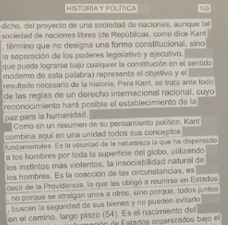 HISTORIA Y POLÍTICA 133
dicho, del proyecto de una sociedad de naciones, aunque tal
sociedad de naciones libres (de Repúblicas, como dice Kant
, término que no designa una forma constitucional, sino
la separación de los poderes legislativo y ejecutivo,
que puede lograrse bajo cualquier constitución en el sentido
moderno de esta palabra) representa el objetivo y el
resultado necesario de la historia. Para Kant, se trata ante todo
de las reglas de un derecho internacional racional, cuyo
reconocimiento hará posible el establecimiento de la
paz para la humanidad.
Como en un resumen de su pensamiento político, Kant
combina aquí en una unidad todos sus conceptos
fundamentales. Es la voluntad de la naturaleza la que ha dispersado
a los hombres por toda la superficie del globo, utilizando
los instintos más violentos, la insociabilidad natural de
los hombres. Es la coacción de las circunstancias, es
decir de la Providencia, la que les obligó a reunirse en Estados
, no porque se atraigan unos a otros, sino porque, todos juntos
, buscan la seguridad de sus bienes y no pueden evitarlo
en el camino. largo plazo (54). Es el nacimiento del
de Estados organizados bajo el